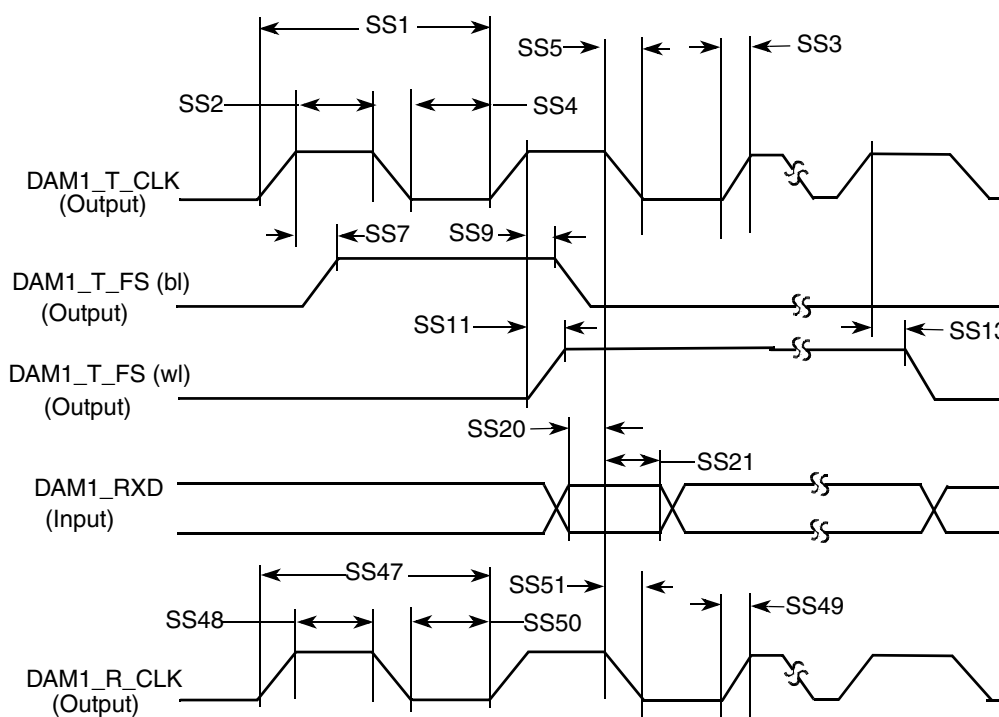 SS1
SS5
SS3
SS2
SS4
DAM1_T_CLK
(Output)
SS7
SS9
DAM1_T_FS (bl)
(Output)
SS11
SS13
DAM1_T_FS (wl)
(Output)
SS20
SS21
DAM1_RXD
(Input)
SS47
SS51
SS49
SS48
SS50
DAM1_R_CLK
(Output)